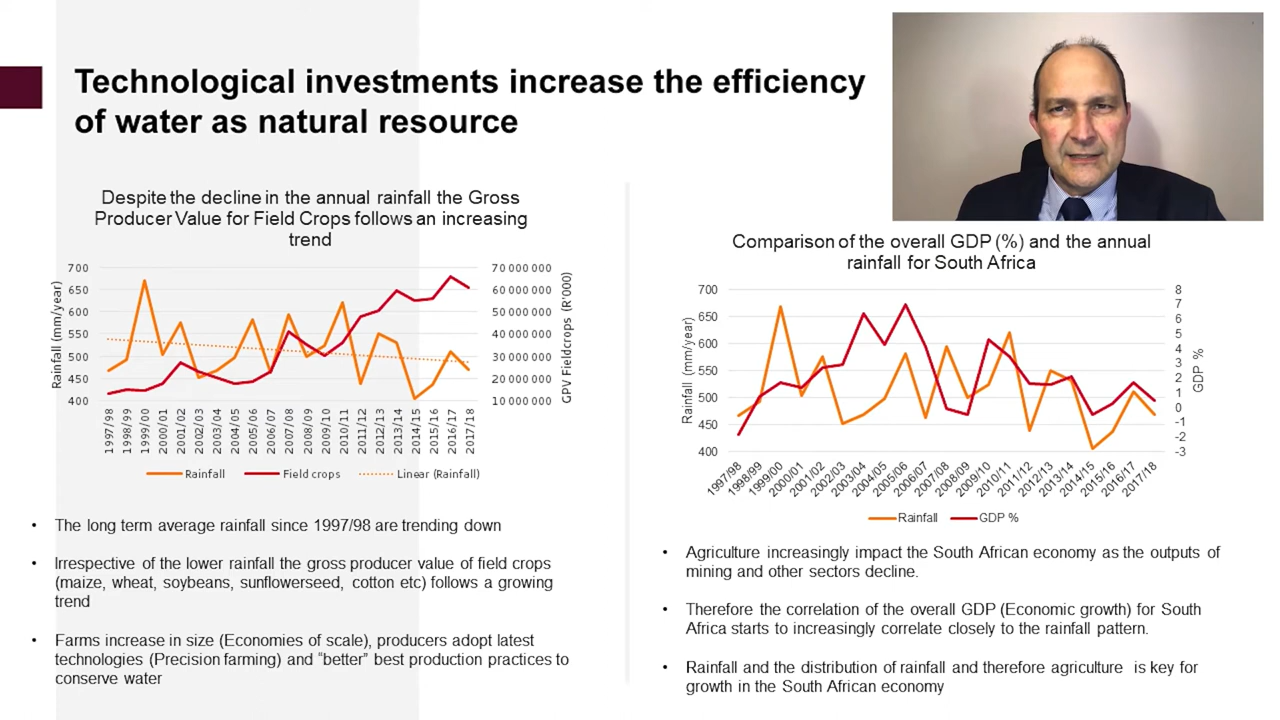 Technological investments increase the efficiency
of water as natural resource
Despite the decline in the annual rainfall the Gross
Producer Value for Field Crops follows an increasing
trend
700
650
600
550
500
450
400
Rainfall (mm/year)
70 000 000
60 000 000
50 000 000
40 000 000
30 000 000
20 000 000
10 000 000
GPV Fieldcrops (R'000)
1997/98
1998/99
1999/00
2000/01
2001/02
2002/03
2003/04
2004/05
2005/06
2006/07
2007/08
2008/09
2009/10
2010/11
2011/12
2012/13
2013/14
2014/15
2015/16
2016/17
2017/18
Rainfall
Field crops
Linear (Rainfall)
• The long term average rainfall since 1997/98 are trending down
• Irrespective of the lower rainfall the gross producer value of field crops
(maize, wheat, soybeans, sunflowerseed, cotton etc) follows a growing
trend
• Farms increase in size (Economies of scale), producers adopt latest
technologies (Precision farming) and “better” best production practices to
conserve water
Comparison of the overall GDP (%) and the annual
rainfall for South Africa
700
650
600
550
500
450
400
Rainfall (mm/year)
8
7
6
5
4
3
2
1
0
-1
-2
-3
GDP %
1997/98
1998/99
1999/00
2000/01
2001/02
2002/03
2003/04
2004/05
2005/06
2006/07
2007/08
2008/09
2009/10
2010/11
2011/12
2012/13
2013/14
2014/15
2015/16
2016/17
2017/18
Rainfall
GDP %
• Agriculture increasingly impact the South African economy as the outputs of
mining and other sectors decline.
• Therefore the correlation of the overall GDP (Economic growth) for South
Africa starts to increasingly correlate closely to the rainfall pattern.
• Rainfall and the distribution of rainfall and therefore agriculture is key for
growth in the South African economy